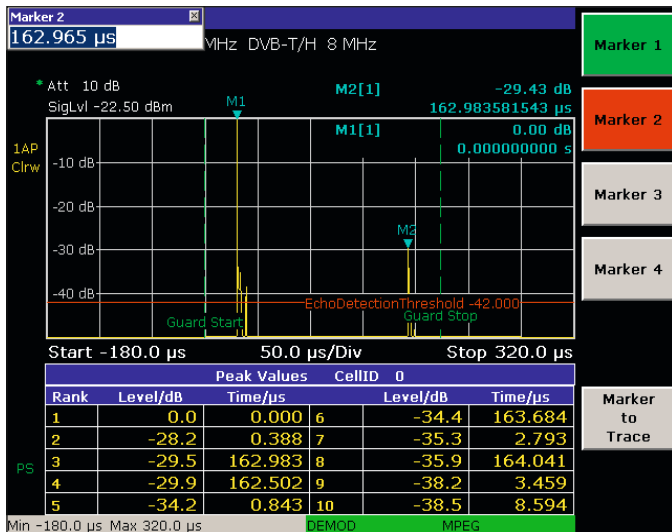 Marker 2
162.965 µs
MHz DVB-T/H 8 MHz
* Att 10 dB
SigLvl -22.50 dBm
M1
M2[1] -29.43 dB
162.983581543 µs
M1[1] 0.00 dB
0.000000000 s
1AP
Clrw
-10 dB
-20 dB
-30 dB
-40 dB
M2
EchoDetectionThreshold -42.000
Guard Start
Guard Stop
Start -180.0 µs 50.0 µs/Div Stop 320.0 µs
Peak Values CellID 0
Rank Level/dB Time/µs Level/dB Time/µs
1 0.0 0.000 6 -34.4 163.684
2 -28.2 0.388 7 -35.3 2.793
3 -29.5 162.983 8 -35.9 164.041
4 -29.9 162.502 9 -38.2 3.459
5 -34.2 0.843 10 -38.5 8.594
PS
Min -180.0 µs Max 320.0 µs DEMOD MPEG
Marker 1
Marker 2
Marker 3
Marker 4
Marker
to
Trace